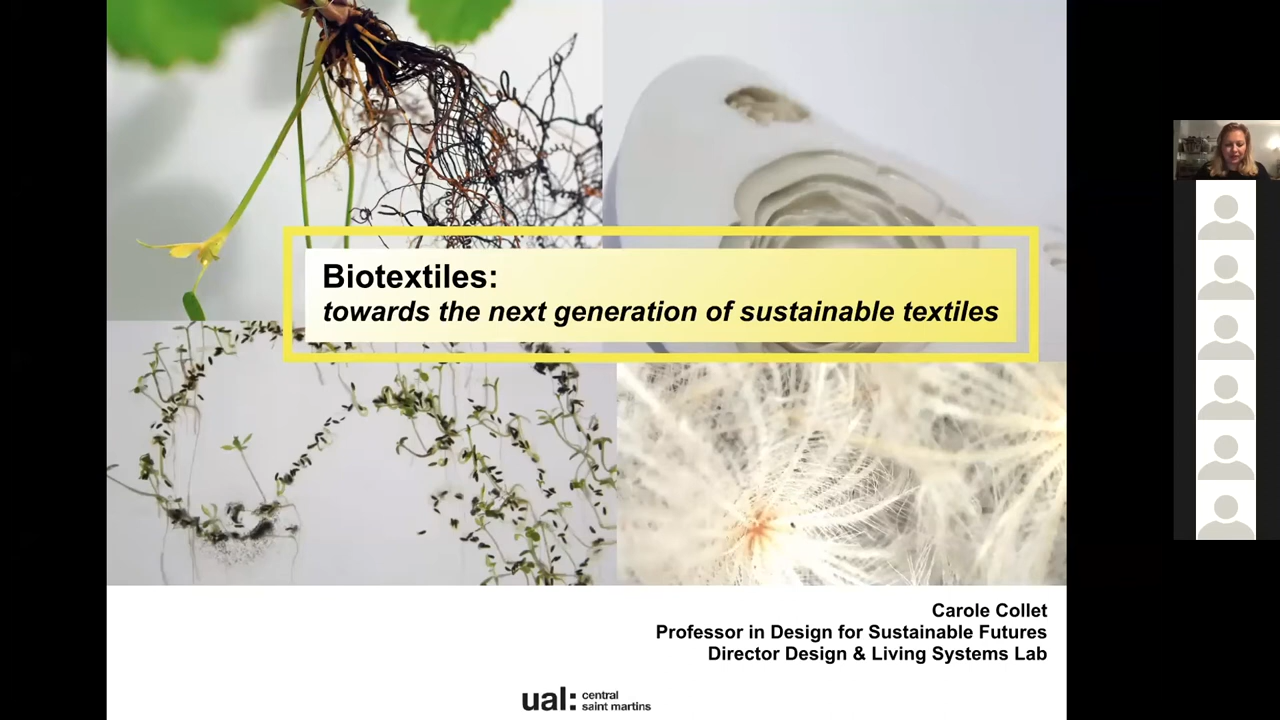 Biotextiles:
towards the next generation of sustainable textiles
Carole Collet
Professor in Design for Sustainable Futures
Director Design & Living Systems Lab
ual: central
saint martins